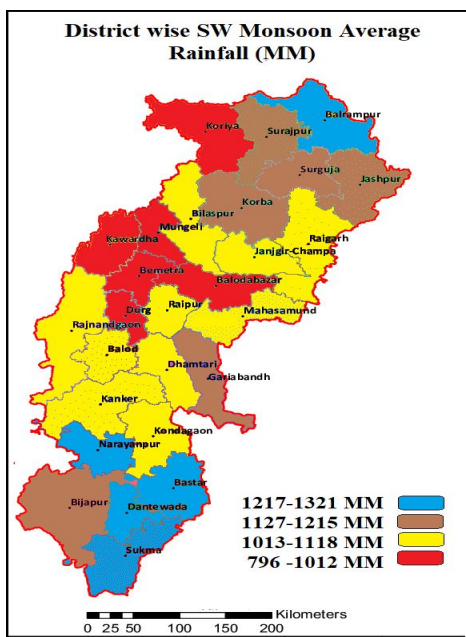 District wise SW Monsoon Average
Rainfall (MM)
Balrampur
Koriya
Surajpur
Surguja
Jashpur
Korba
Bilaspur
Mungeli
Kawardha
Raigarh
Janjgir-Champa
Bemetra
Balodabazar
Raipur
Durg
Mahasamund
Rajnandgaon
Balod
Dhamtari
Gariabandh
Kanker
Kondagaon
Narayanpur
Bastar
Bijapur
Dantewada
Sukma
1217-1321 MM
1127-1215 MM
1013-1118 MM
796 -1012 MM
Kilometers
0 25 50 100 150 200